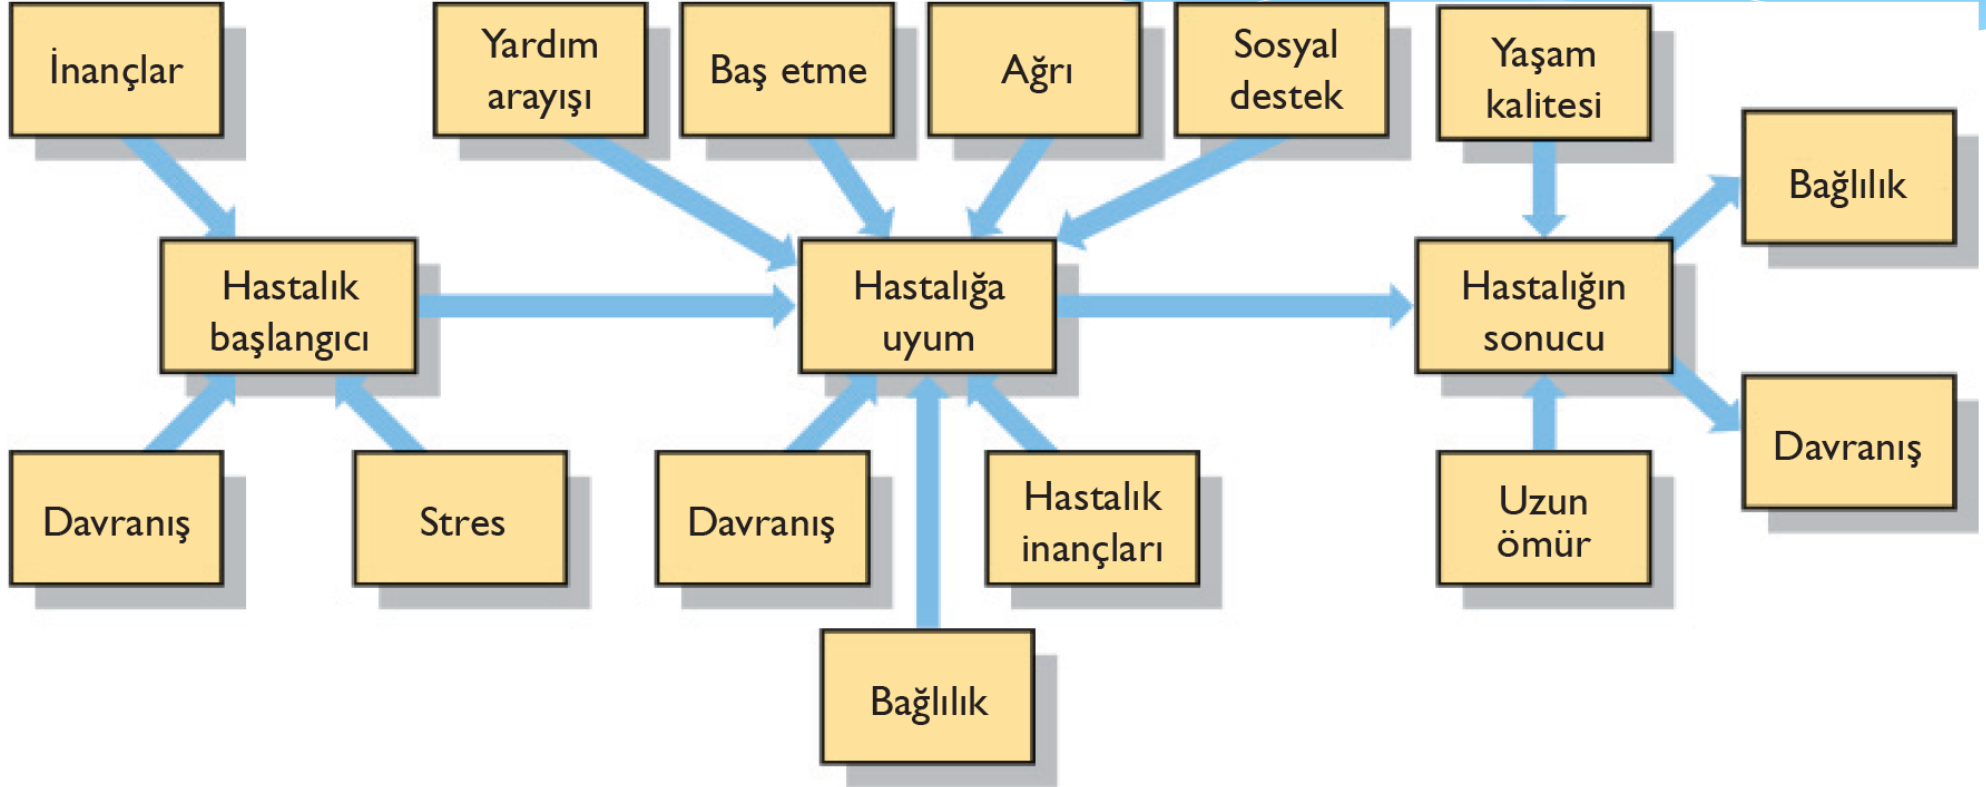 İnançlar
Yardım
arayışı
Baş etme
Ağrı
Sosyal
destek
Yaşam
kalitesi
Bağlılık
Hastalık
başlangıcı
Hastalığa
uyum
Hastalığın
sonucu
Davranış
Stres
Davranış
Hastalık
inançları
Uzun
ömür
Davranış
Bağlılık